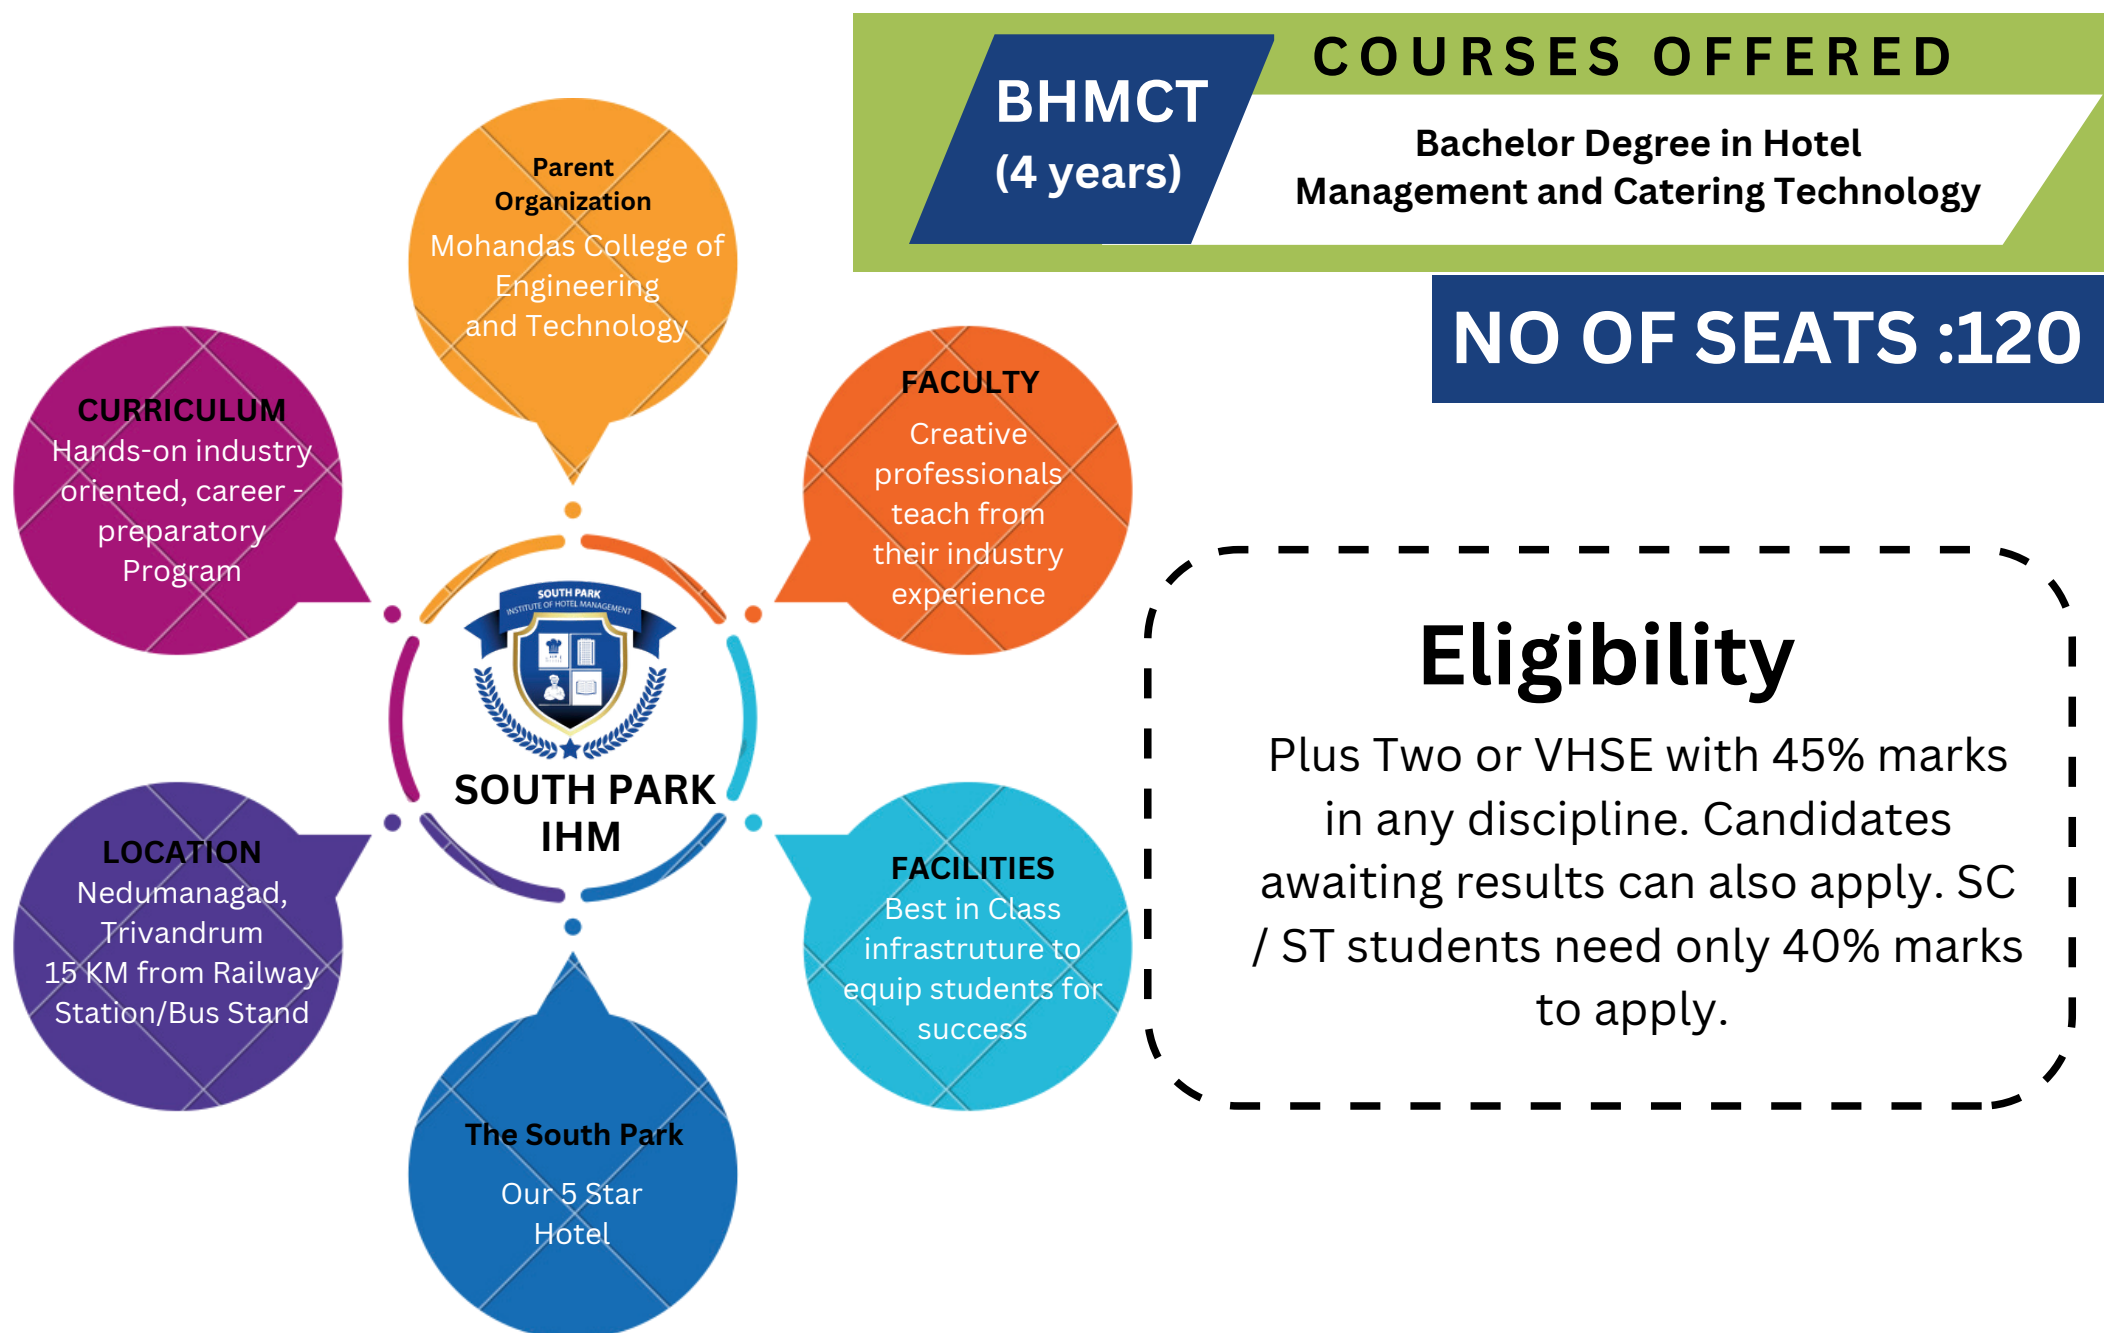 COURSES OFFERED
BHMCT
(4 years)
Bachelor Degree in Hotel
Management and Catering Technology
NO OF SEATS :120
Parent
Organization
Mohandas College of
Engineering
and Technology
CURRICULUM
Hands-on industry
oriented, career -
preparatory
Program
FACULTY
Creative
professionals
teach from
their industry
experience
SOUTH PARK
INSTITUTE OF HOTEL MANAGEMENT
SOUTH PARK
IHM
LOCATION
Nedumanagad,
Trivandrum
15 KM from Railway
Station/Bus Stand
FACILITIES
Best in Class
infrastruture to
equip students for
success
The South Park
Our 5 Star
Hotel
Eligibility
Plus Two or VHSE with 45% marks
in any discipline. Candidates
awaiting results can also apply. SC
/ ST students need only 40% marks
to apply.